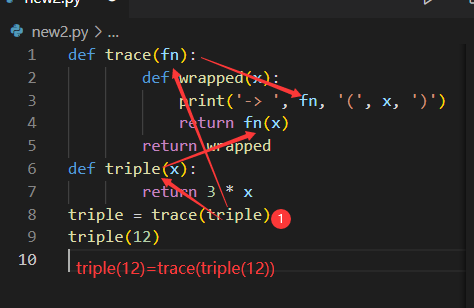 new2.py
new2.py > ...
1 def trace(fn):
2 def wrapped(x):
3 print('-> ', fn, '(', x, ')')
4 return fn(x)
5 return wrapped
6 def triple(x):
7 return 3 * x
8 triple = trace(triple) 1
9 triple(12)
10 triple(12)=trace(triple(12))